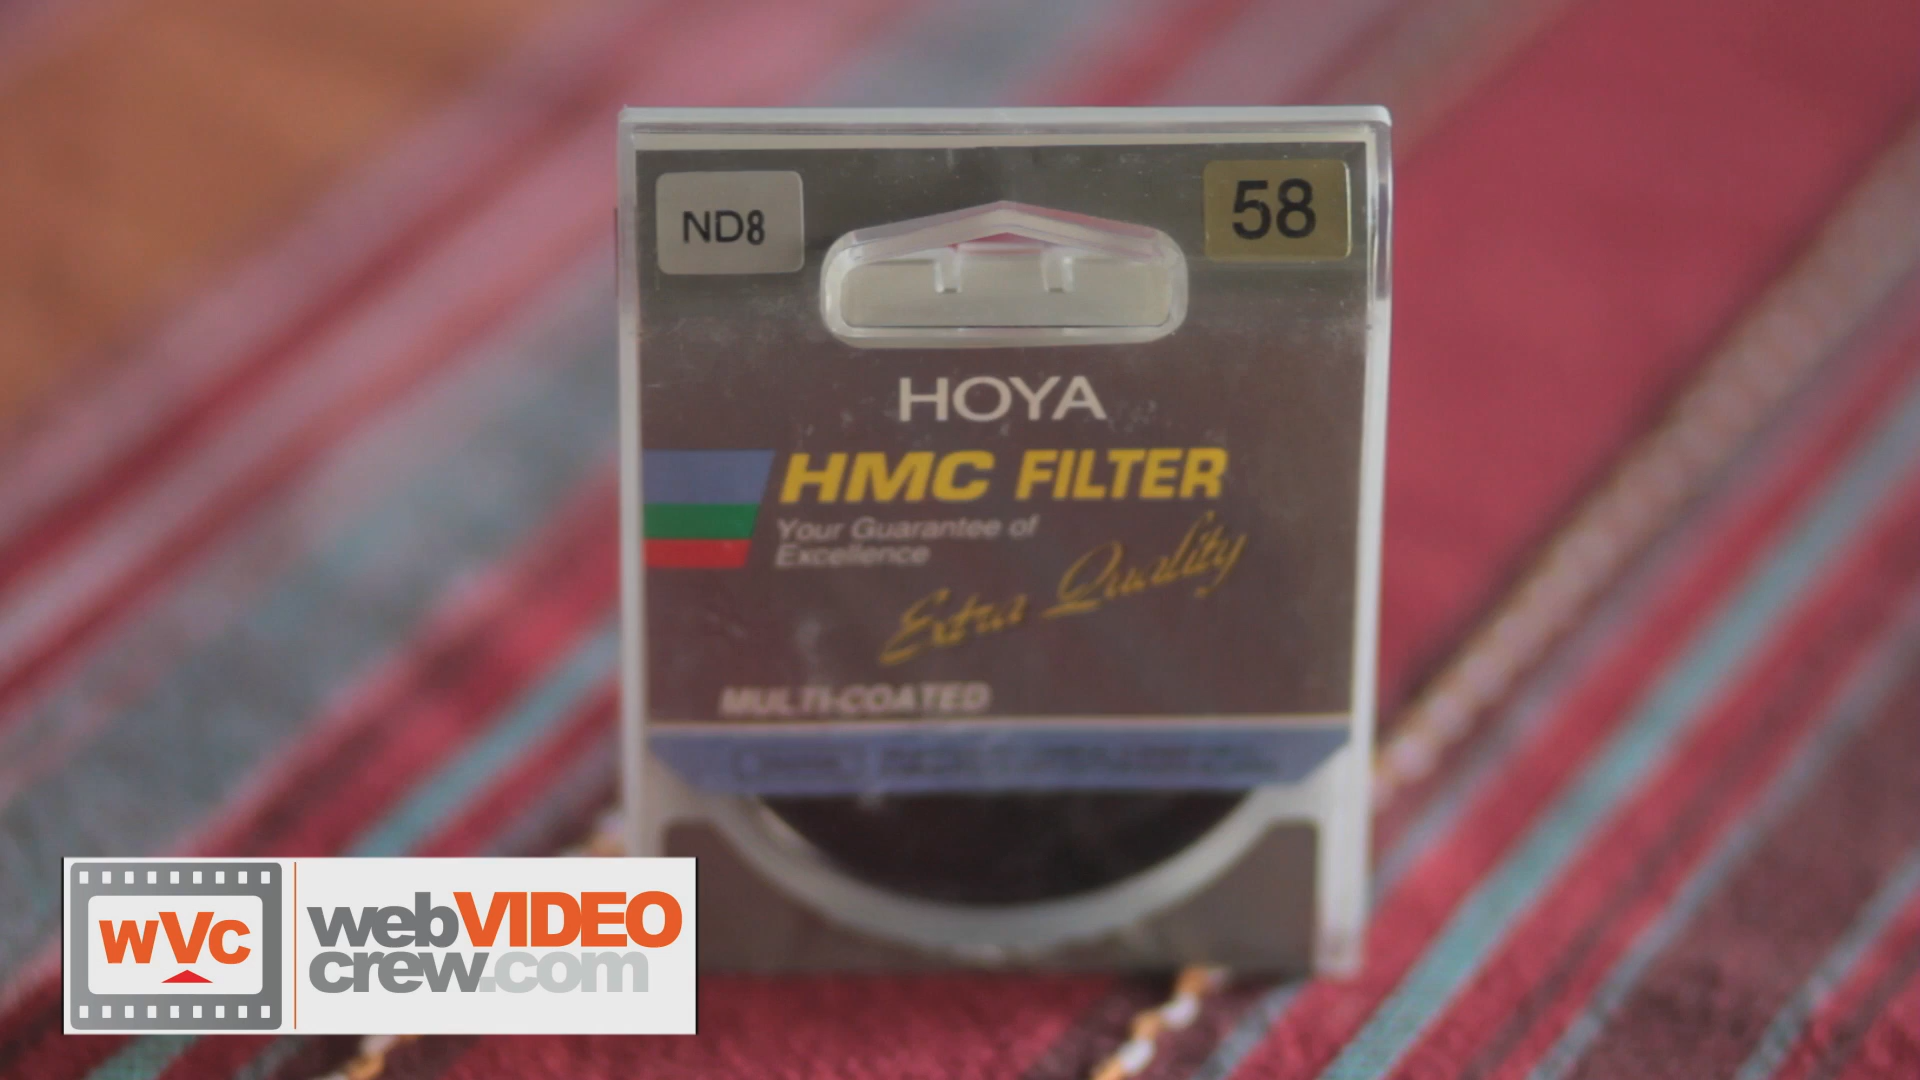 ND8
58
HOYA
HMC FILTER
Your Guarantee of
Excellence
Extra Quality
MULTI-COATED
wVc
webVIDEO
crew.com